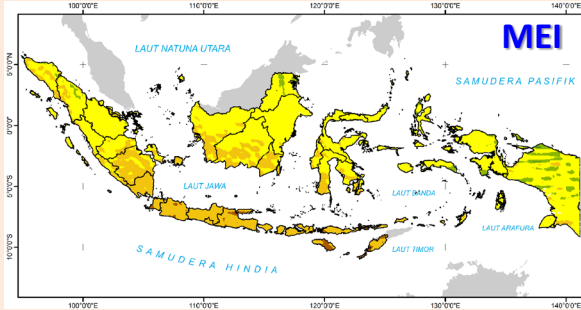 MEI
LAUT NATUNA UTARA
SAMUDERA PASIFIK
LAUT JAWA
LAUT BANDA
LAUT ARAFURA
LAUT TIMOR
SAMUDERA HINDIA
5°0'0"N
0°0'0"
5°0'0"S
10°0'0"S
100°0'0"E
110°0'0"E
120°0'0"E
130°0'0"E
140°0'0"E